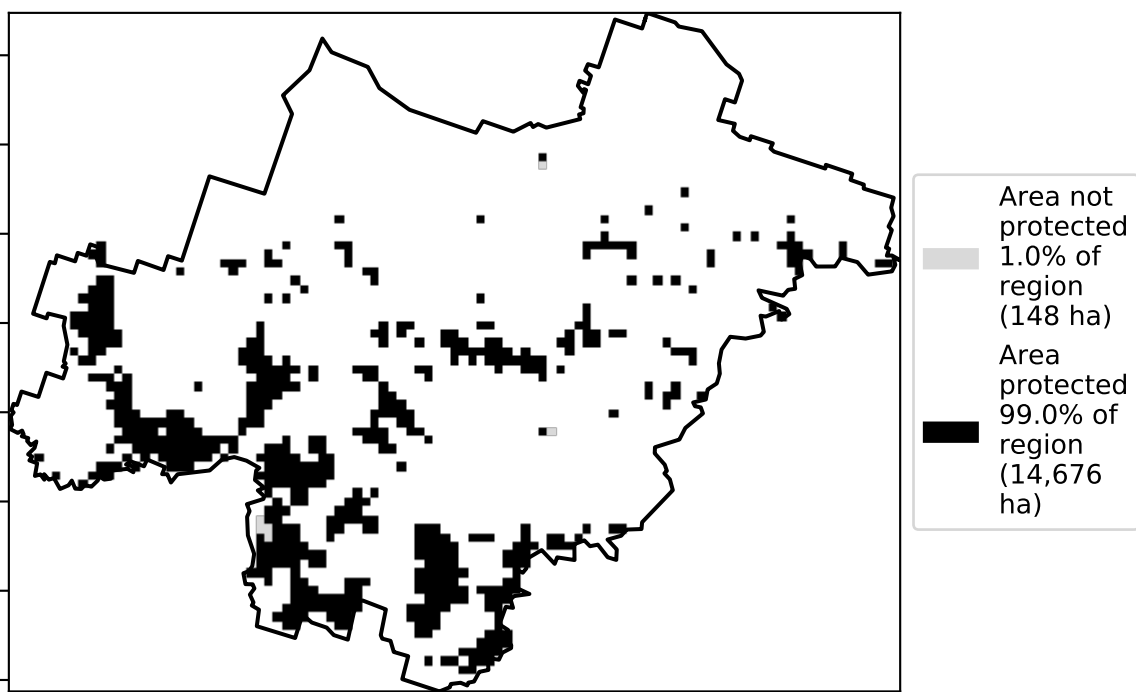 Area not
protected
1.0% of
region
(148 ha)
Area
protected
99.0% of
region
(14,676
ha)